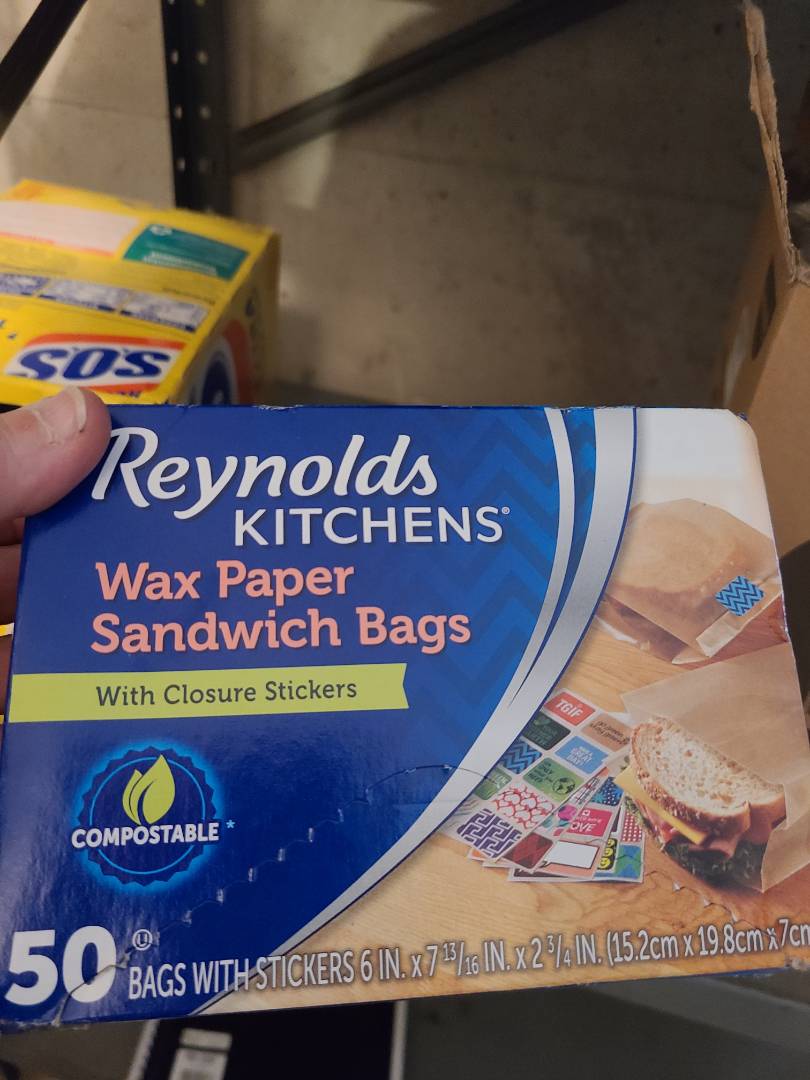 SOS
Reynolds
KITCHENS®
Wax Paper
Sandwich Bags
With Closure Stickers
TGIF
COMPOSTABLE*
50 Ⓤ BAGS WITH STICKERS 6 IN. x 7 13/16 IN. x 2 3/4 IN. (15.2cm x 19.8cm x 7cm